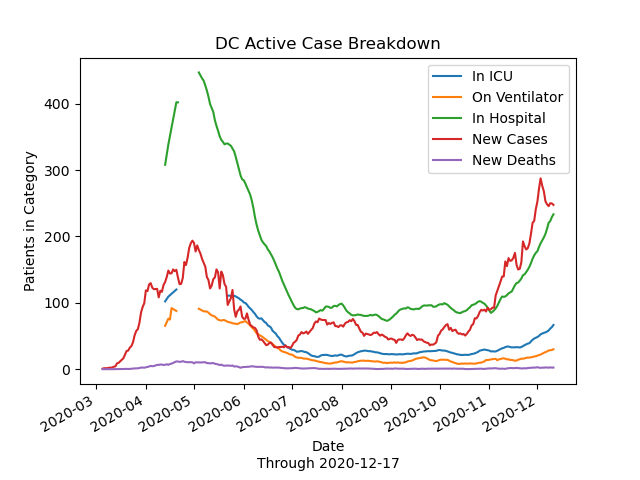 DC Active Case Breakdown
In ICU
On Ventilator
In Hospital
New Cases
New Deaths
Patients in Category
400
300
200
100
0
2020-03
2020-04
2020-05
2020-06
2020-07
2020-08
2020-09
2020-10
2020-11
2020-12
Date
Through 2020-12-17